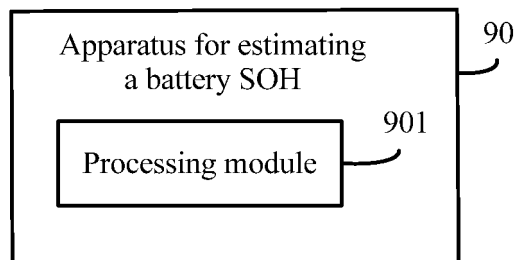 Apparatus for estimating
a battery SOH
90
901
Processing module